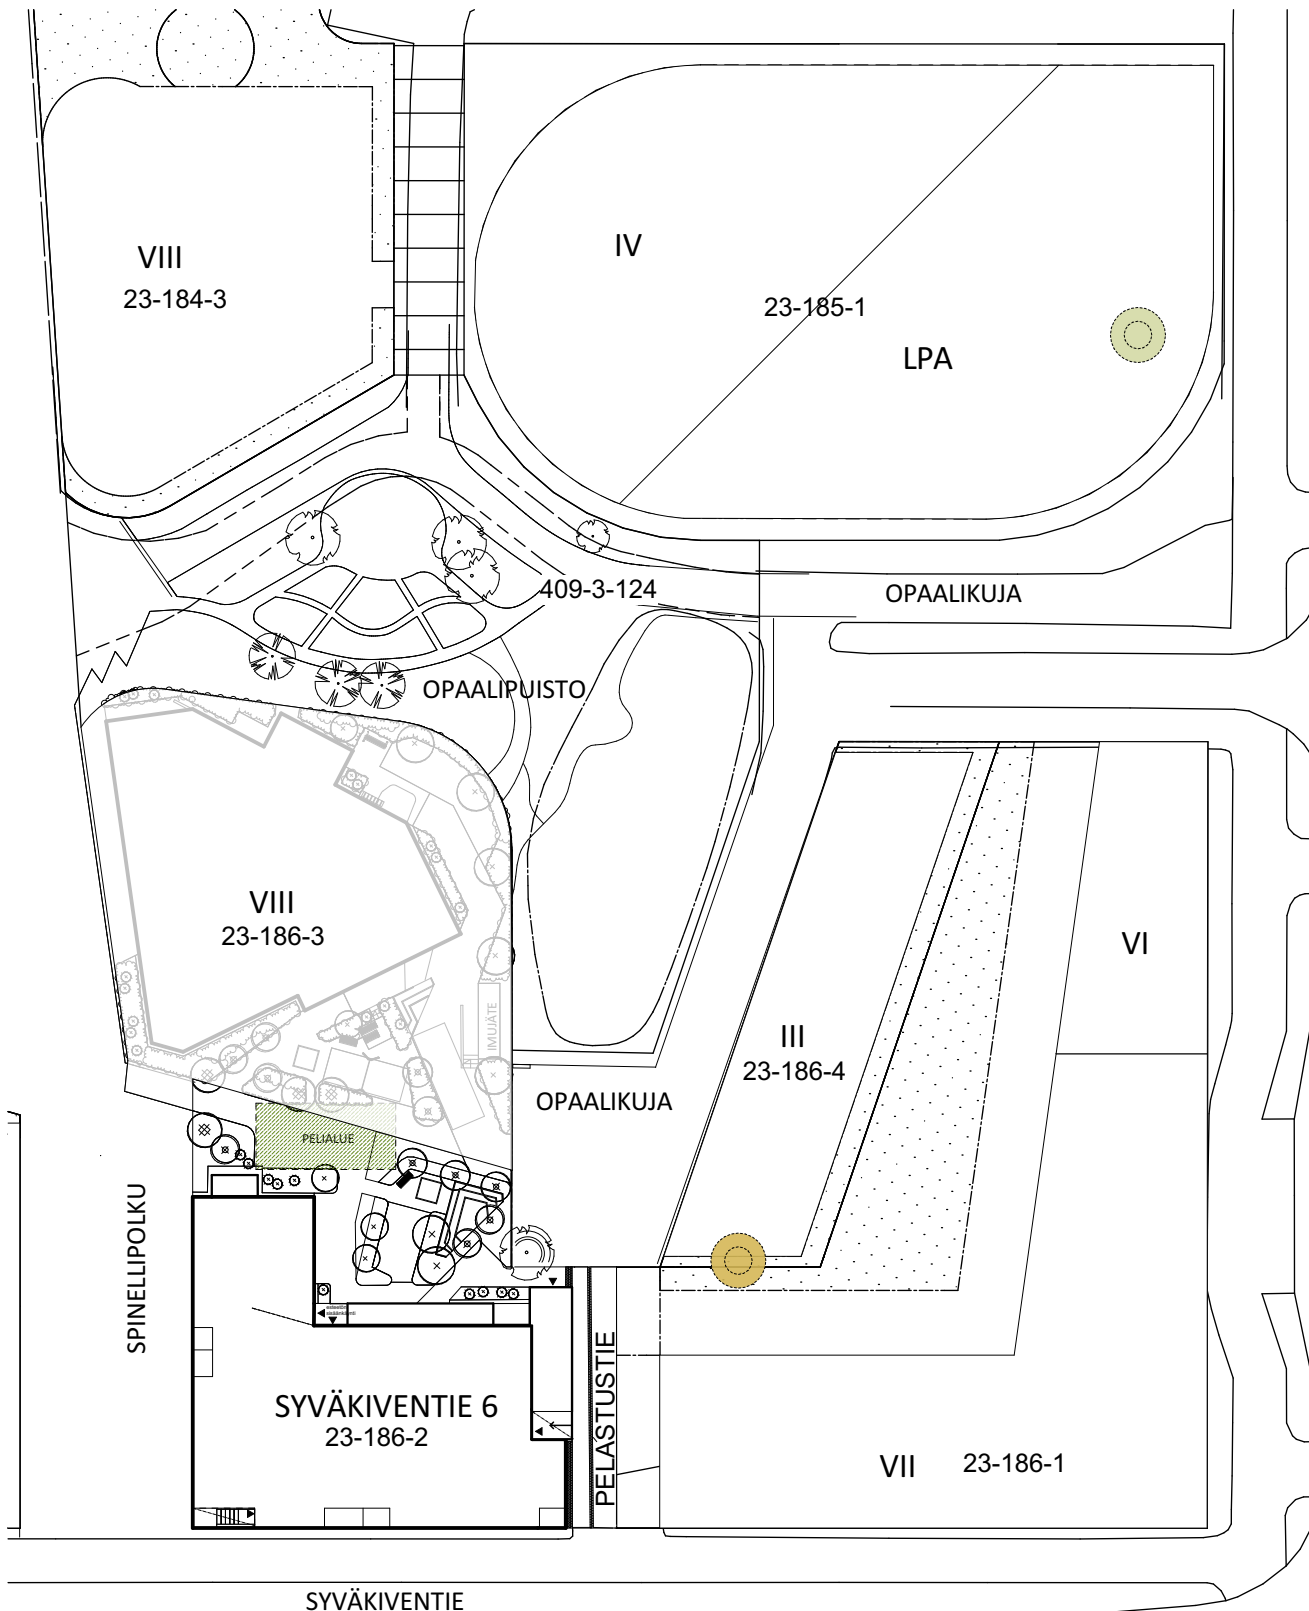 VIII
23-184-3
IV
23-185-1
LPA
409-3-124
OPAALIKUJA
OPAALIPUISTO
VIII
23-186-3
VI
IMUJÄTE
III
23-186-4
OPAALIKUJA
PELIALUE
SPINELLIPOLKU
PELASTUSTIE
SYVÄKIVENTIE 6
23-186-2
VII 23-186-1
SYVÄKIVENTIE